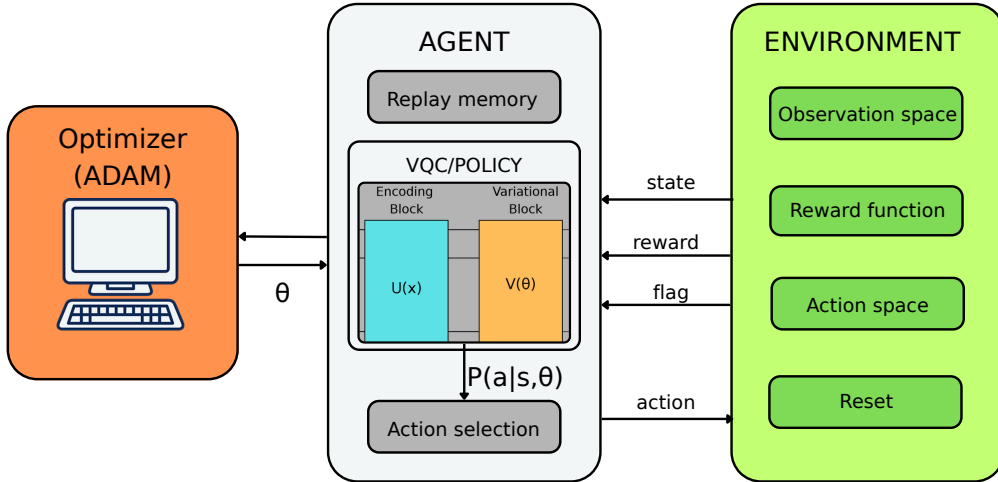 Optimizer
(ADAM)
θ
AGENT
Replay memory
VQC/POLICY
Encoding
Block
Variational
Block
U(x)
V(θ)
P(a|s,θ)
Action selection
state
reward
flag
action
ENVIRONMENT
Observation space
Reward function
Action space
Reset